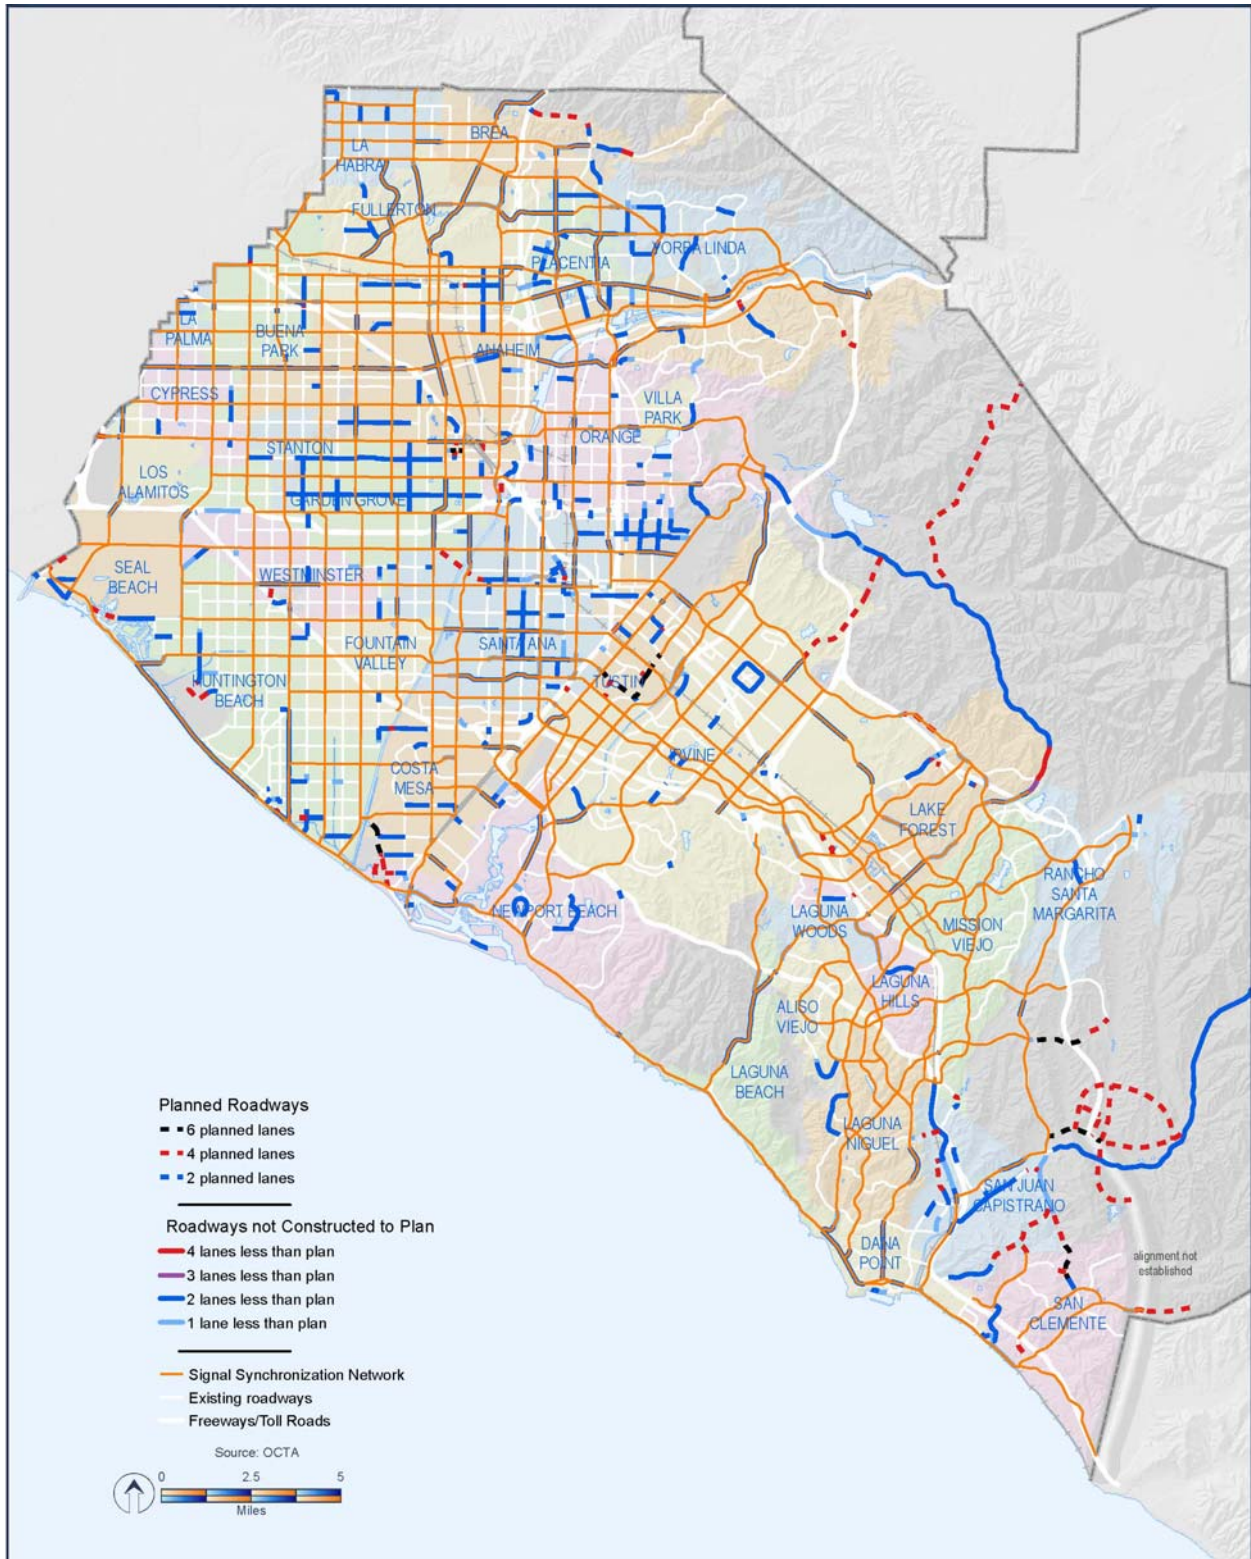 BREA
LA
HABRA
FULLERTON
YORBA LINDA
PLACENTIA
LA
PALMA
BUENA
PARK
ANAHEIM
CYPRESS
VILLA
PARK
ORANGE
STANTON
LOS
ALAMITOS
GARDEN GROVE
SEAL
BEACH
WESTMINSTER
FOUNTAIN
VALLEY
SANTA ANA
HUNTINGTON
BEACH
TUSTIN
IRVINE
COSTA
MESA
LAKE
FOREST
RANCHO
SANTA
MARGARITA
NEWPORT BEACH
LAGUNA
WOODS
MISSION
VIEJO
LAGUNA
HILLS
ALISO
VIEJO
LAGUNA
BEACH
LAGUNA
NIGUEL
SAN JUAN
CAPISTRANO
DANA
POINT
alignment not
established
SAN
CLEMENTE
Planned Roadways
6 planned lanes
4 planned lanes
2 planned lanes
Roadways not Constructed to Plan
4 lanes less than plan
3 lanes less than plan
2 lanes less than plan
1 lane less than plan
Signal Synchronization Network
Existing roadways
Freeways/Toll Roads
Source: OCTA
0 2.5 5
Miles